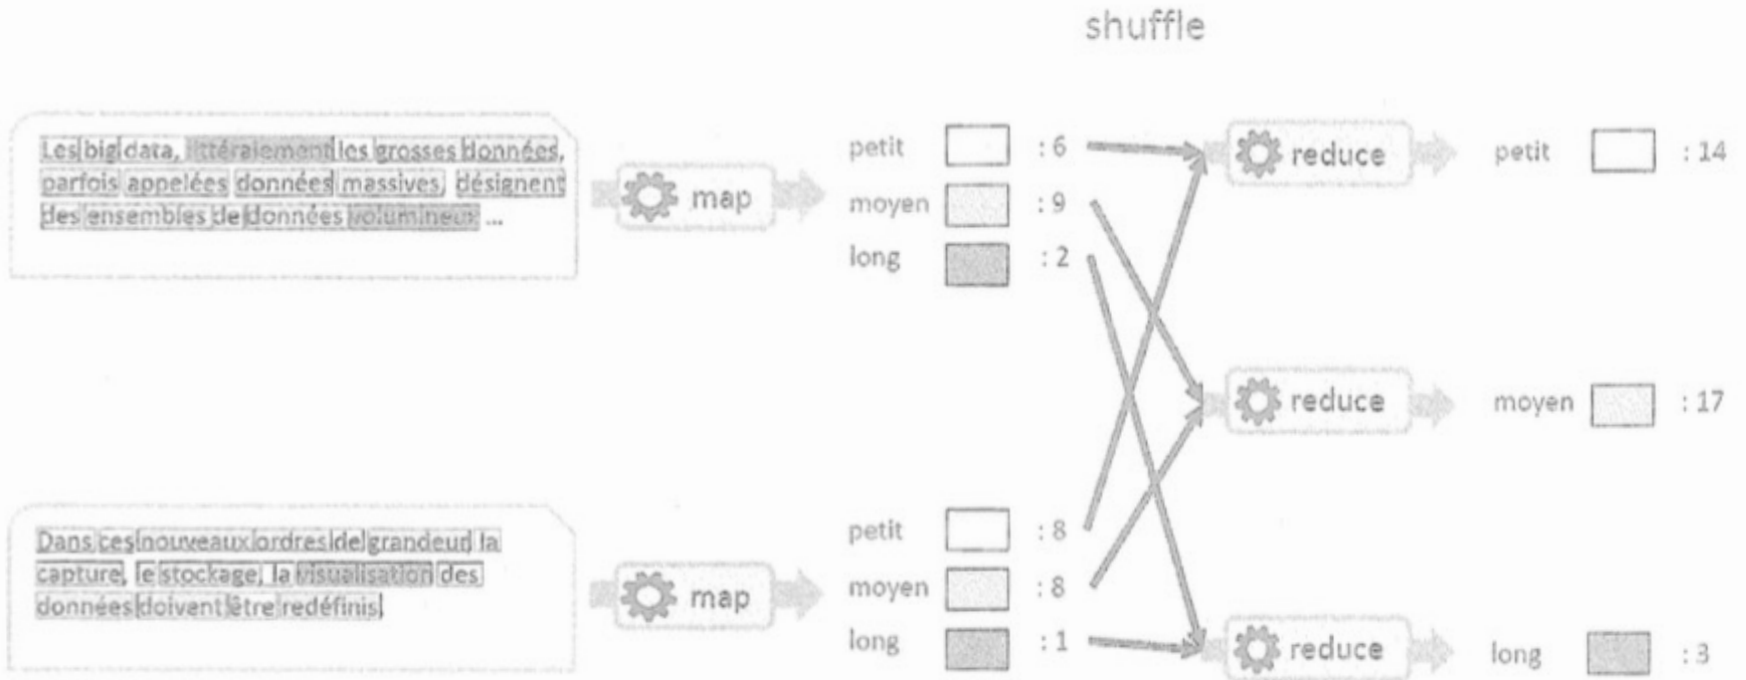 shuffle
Les big data, littéralement les grosses données,
parfois appelées données massives, désignent
des ensembles de données volumineux ...
map
petit : 6
moyen : 9
long : 2
reduce
petit : 14
reduce
moyen : 17
Dans ces nouveaux ordres de grandeur, la
capture, le stockage, la visualisation des
données doivent être redéfinis.
map
petit : 8
moyen : 8
long : 1
reduce
long : 3